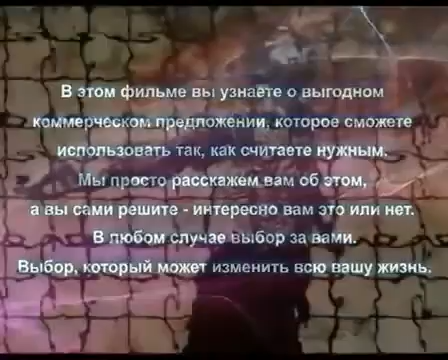 В этом фильме вы узнаете о выгодном
коммерческом предложении, которое сможете
использовать так, как считаете нужным.
Мы просто расскажем вам об этом,
а вы сами решите - интересно вам это или нет.
В любом случае выбор за вами.
Выбор, который может изменить всю вашу жизнь.